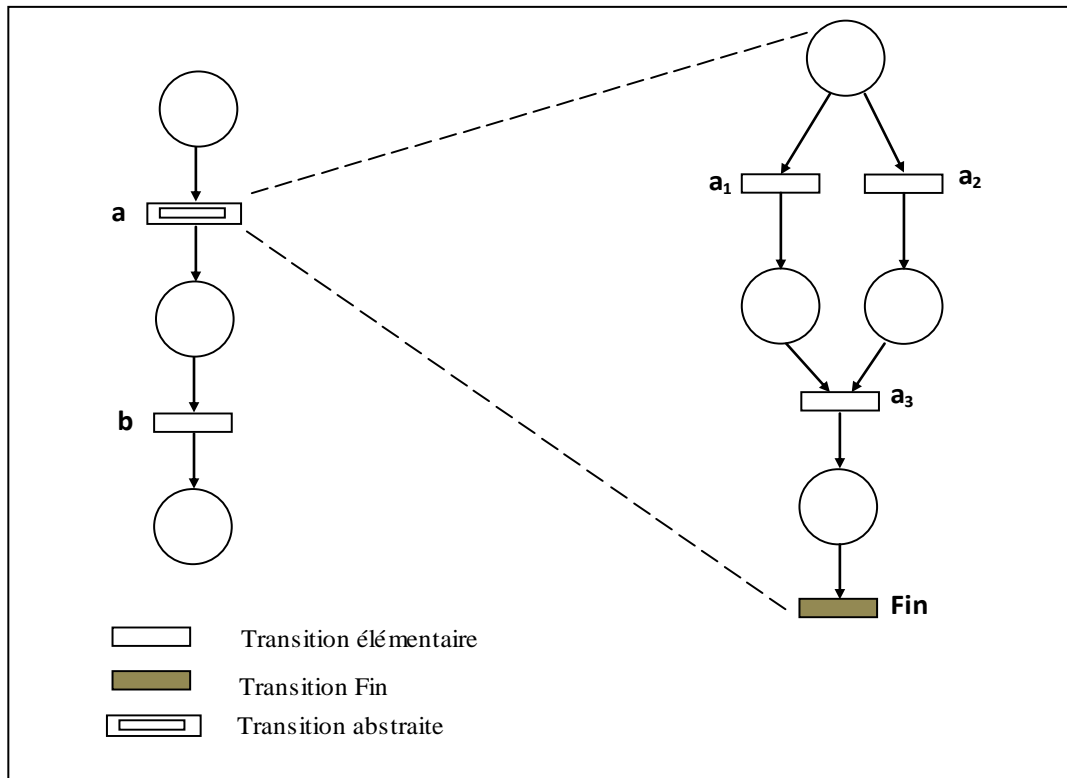 a
b
a₁
a₂
a₃
Fin
Transition élémentaire
Transition Fin
Transition abstraite